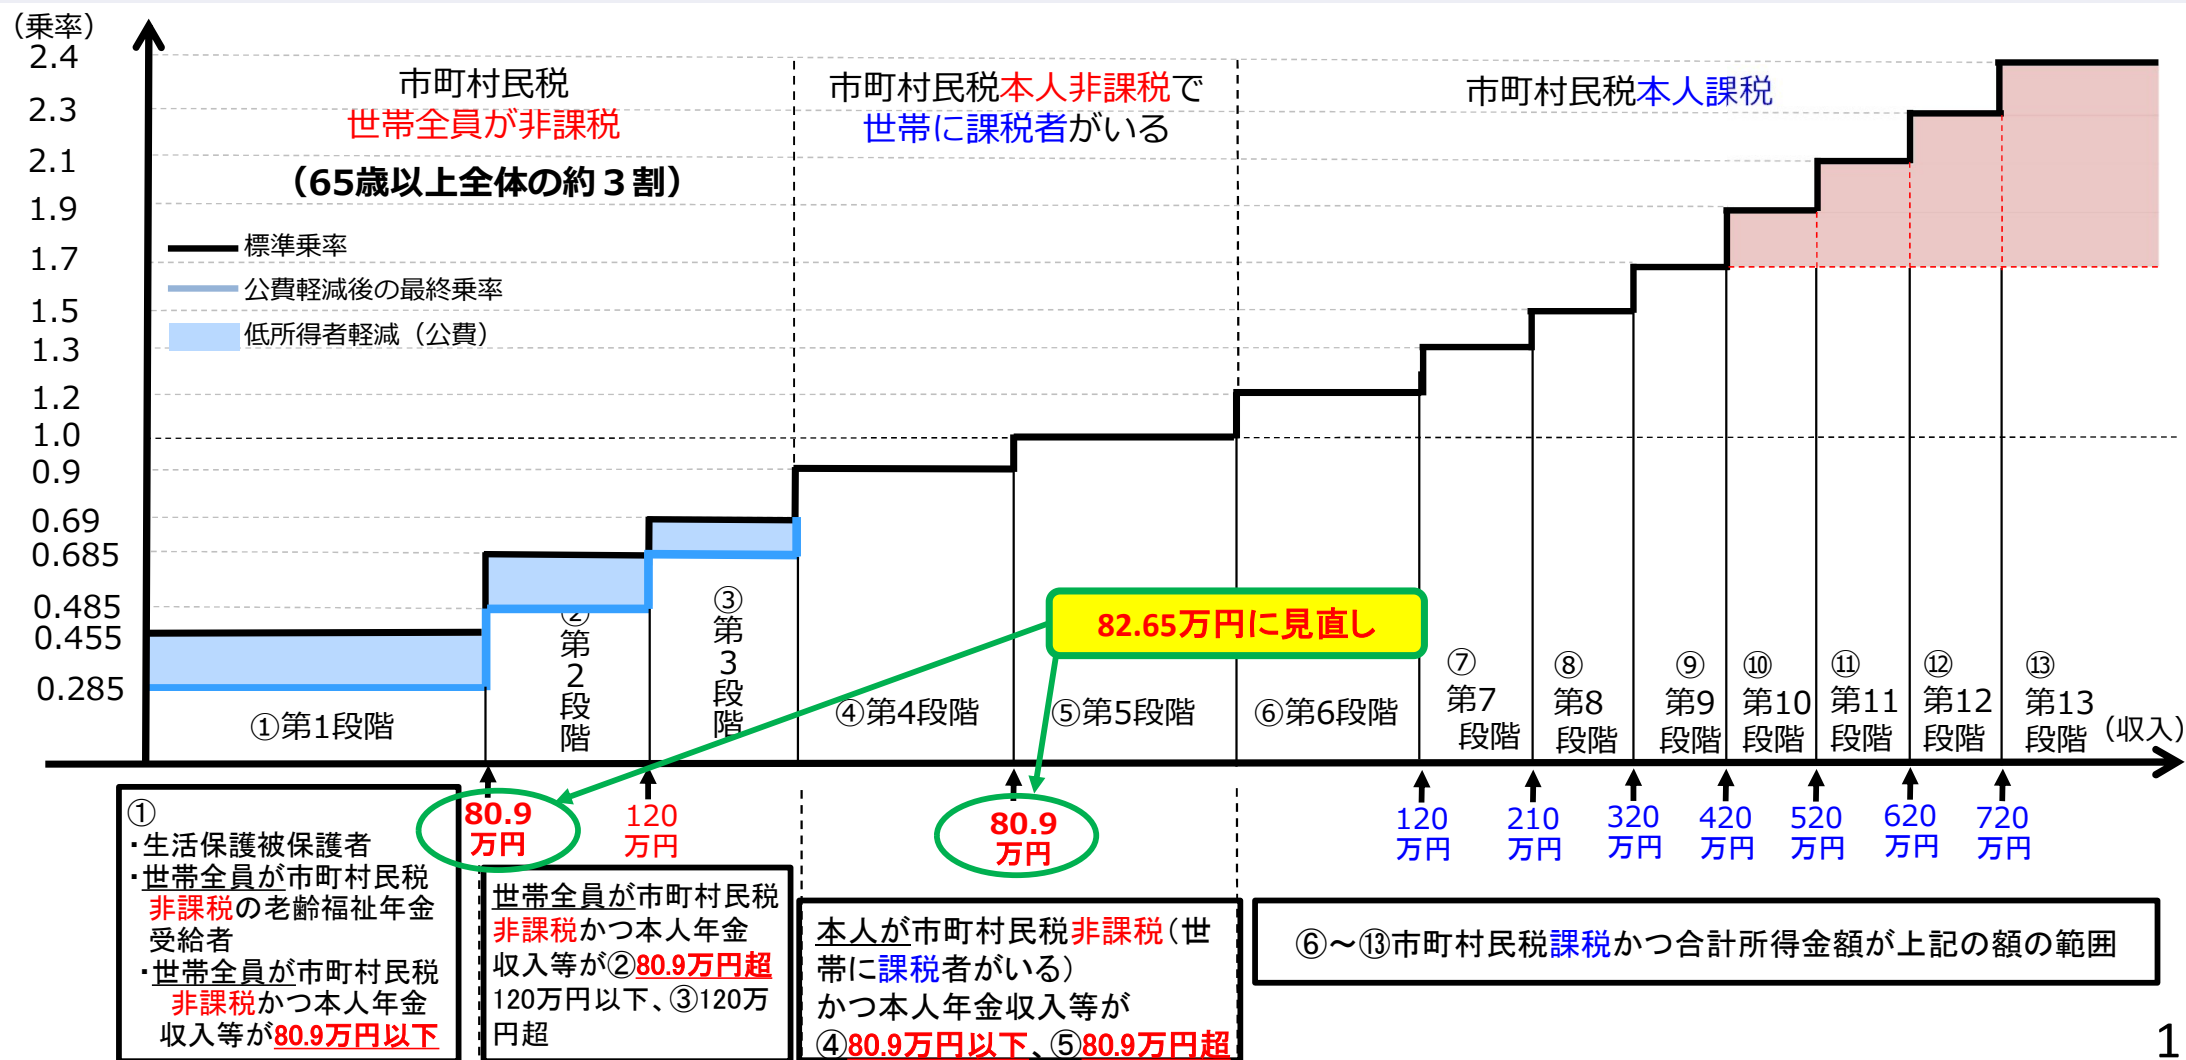 （乗率）
2.4
2.3
2.1
1.9
1.7
1.5
1.3
1.2
1.0
0.9
0.69
0.685
0.485
0.455
0.285
市町村民税
世帯全員が非課税
（65歳以上全体の約３割）
市町村民税本人非課税で
世帯に課税者がいる
市町村民税本人課税
標準乗率
公費軽減後の最終乗率
低所得者軽減（公費）
82.65万円に見直し
①第1段階
②
第
2
段
階
③
第
3
段
階
④第4段階
⑤第5段階
⑥第6段階
⑦
第7
段階
⑧
第8
段階
⑨
第9
段階
⑩
第10
段階
⑪
第11
段階
⑫
第12
段階
⑬
第13
段階
（収入）
80.9
万円
120
万円
80.9
万円
120
万円
210
万円
320
万円
420
万円
520
万円
620
万円
720
万円
①
・生活保護被保護者
・世帯全員が市町村民税
非課税の老齢福祉年金
受給者
・世帯全員が市町村民税
非課税かつ本人年金
収入等が80.9万円以下
世帯全員が市町村民税
非課税かつ本人年金
収入等が②80.9万円超
120万円以下、③120万
円超
本人が市町村民税非課税（世
帯に課税者がいる）
かつ本人年金収入等が
④80.9万円以下、⑤80.9万円超
⑥～⑬市町村民税課税かつ合計所得金額が上記の額の範囲
1